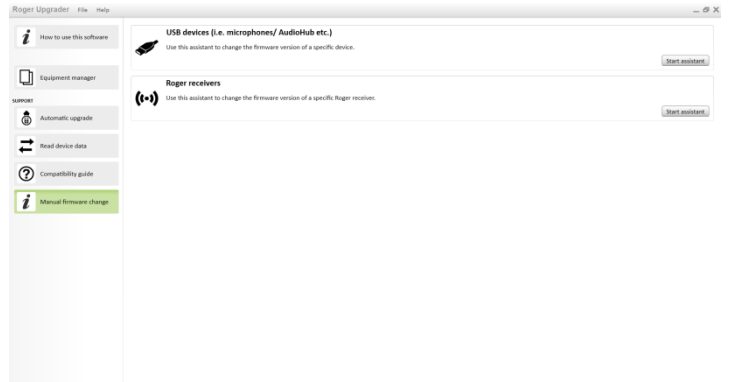 Roger Upgrader File Help
How to use this software
Equipment manager
SUPPORT
Automatic upgrade
Read device data
Compatibility guide
Manual firmware change
USB devices (i.e. microphones/ AudioHub etc.)
Use this assistant to change the firmware version of a specific device.
Start assistant
Roger receivers
Use this assistant to change the firmware version of a specific Roger receiver.
Start assistant